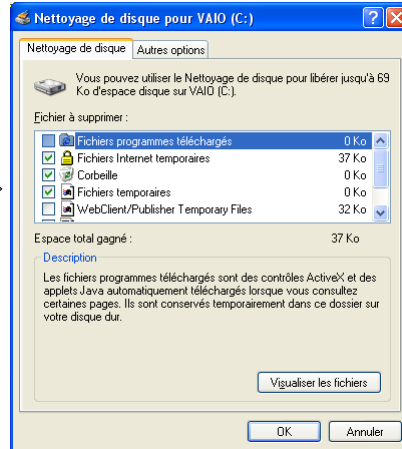 Nettoyage de disque pour VAIO (C:)
Nettoyage de disque Autres options
Vous pouvez utiliser le Nettoyage de disque pour libérer jusqu'à 69
Ko d'espace disque sur VAIO (C:).
Fichier à supprimer :
Fichiers programmes téléchargés 0 Ko
Fichiers Internet temporaires 37 Ko
Corbeille 0 Ko
Fichiers temporaires 0 Ko
WebClient/Publisher Temporary Files 32 Ko
Espace total gagné : 37 Ko
Description
Les fichiers programmes téléchargés sont des contrôles ActiveX et des
applets Java automatiquement téléchargés lorsque vous consultez
certaines pages. Ils sont conservés temporairement dans ce dossier sur
votre disque dur.
Visualiser les fichiers
OK Annuler